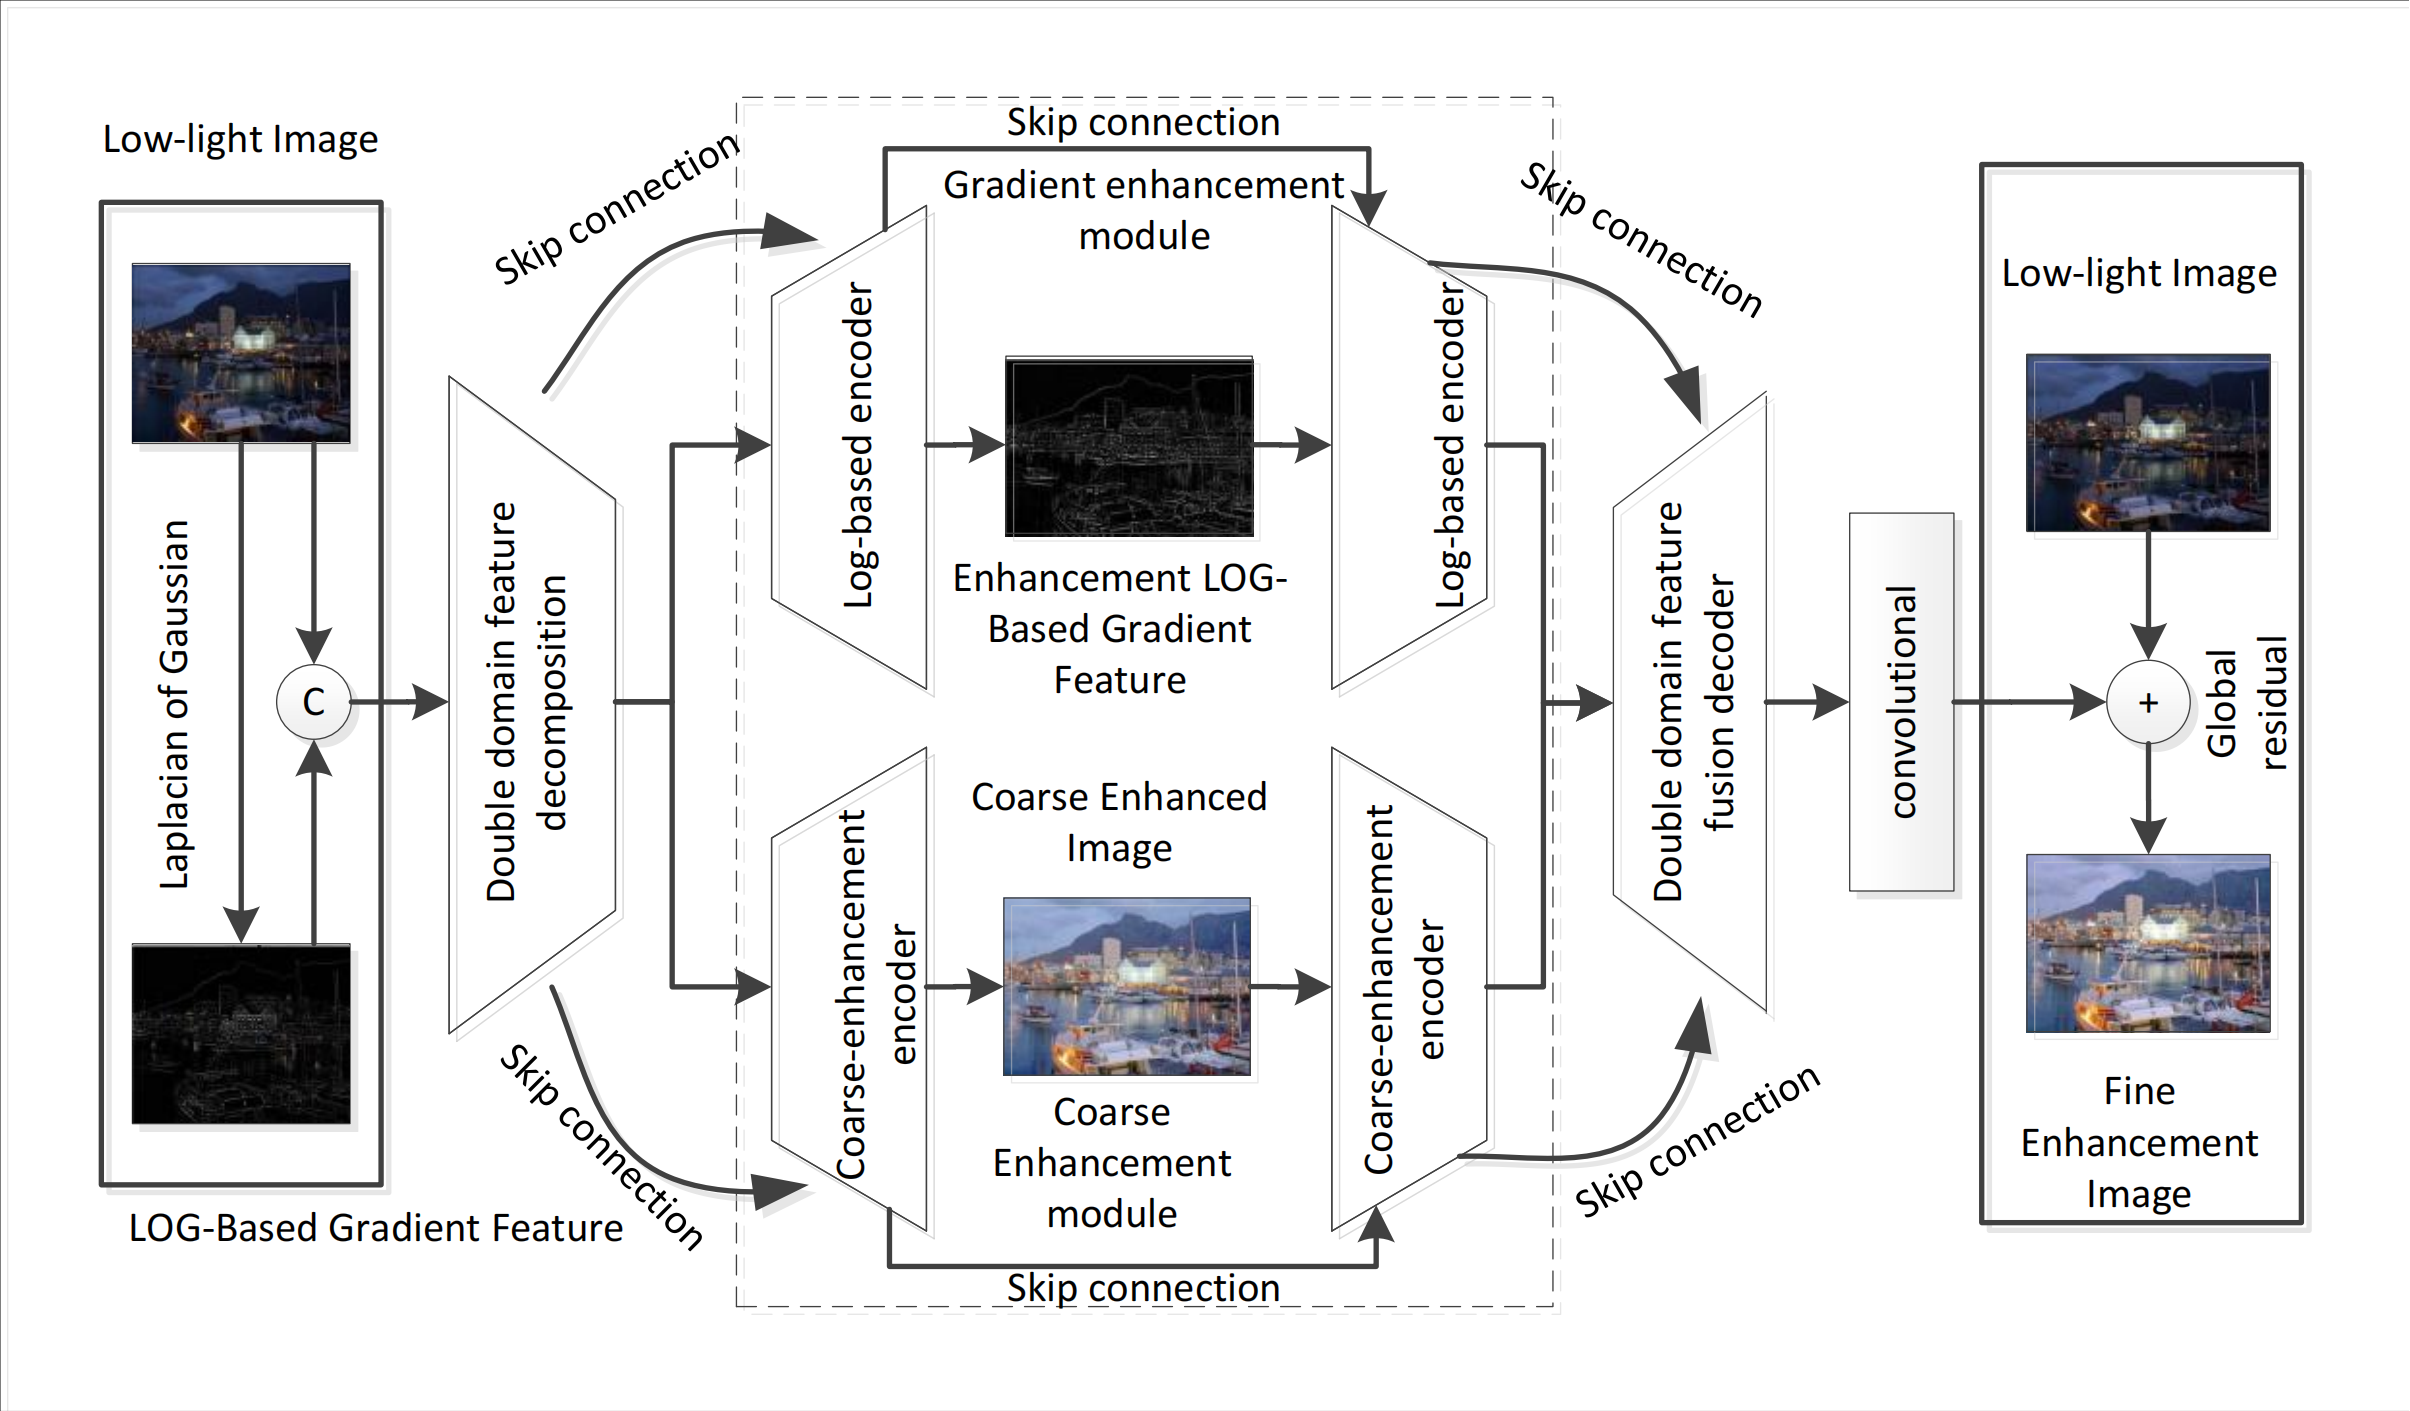 Low-light Image
Laplacian of Gaussian
C
LOG-Based Gradient Feature
Double domain feature
decomposition
Skip connection
Skip connection
Skip connection
Gradient enhancement
module
Log-based encoder
Enhancement LOG-
Based Gradient
Feature
Log-based encoder
Coarse-enhancement
encoder
Coarse Enhanced
Image
Coarse
Enhancement
module
Coarse-enhancement
encoder
Skip connection
Skip connection
Skip connection
Double domain feature
fusion decoder
convolutional
Low-light Image
+
Global
residual
Fine
Enhancement
Image